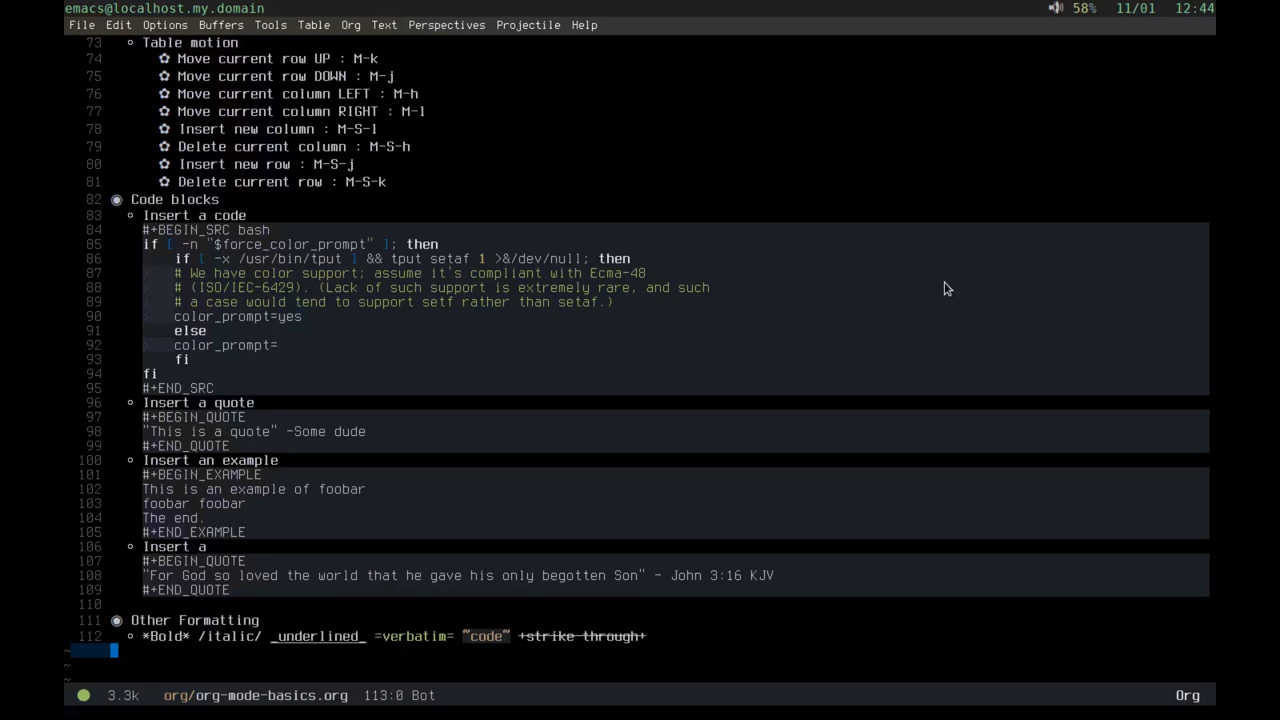 emacs@localhost.my.domain 58% 11/01 12:44
File Edit Options Buffers Tools Table Org Text Perspectives Projectile Help
73 Table motion
74 ✿ Move current row UP : M-k
75 ✿ Move current row DOWN : M-j
76 ✿ Move current column LEFT : M-h
77 ✿ Move current column RIGHT : M-l
78 ✿ Insert new column : M-S-l
79 ✿ Delete current column : M-S-h
80 ✿ Insert new row : M-S-j
81 ✿ Delete current row : M-S-k
82 ◉ Code blocks
83 ○ Insert a code
84 #+BEGIN_SRC bash
85 if [ -n "$force_color_prompt" ]; then
86 if [ -x /usr/bin/tput ] && tput setaf 1 >&/dev/null; then
87 # We have color support; assume it's compliant with Ecma-48
88 # (ISO/IEC-6429). (Lack of such support is extremely rare, and such
89 # a case would tend to support setf rather than setaf.)
90 color_prompt=yes
91 else
92 color_prompt=
93 fi
94 fi
95 #+END_SRC
96 ○ Insert a quote
97 #+BEGIN_QUOTE
98 "This is a quote" -Some dude
99 #+END_QUOTE
100 ○ Insert an example
101 #+BEGIN_EXAMPLE
102 This is an example of foobar
103 foobar foobar
104 The end.
105 #+END_EXAMPLE
106 ○ Insert a
107 #+BEGIN_QUOTE
108 "For God so loved the world that he gave his only begotten Son" - John 3:16 KJV
109 #+END_QUOTE
110
111 ◉ Other Formatting
112 ○ *Bold* /italic/ _underlined_ =verbatim= ~code~ +strike through+
~
~
~
3.3k org/org-mode-basics.org 113:0 Bot Org